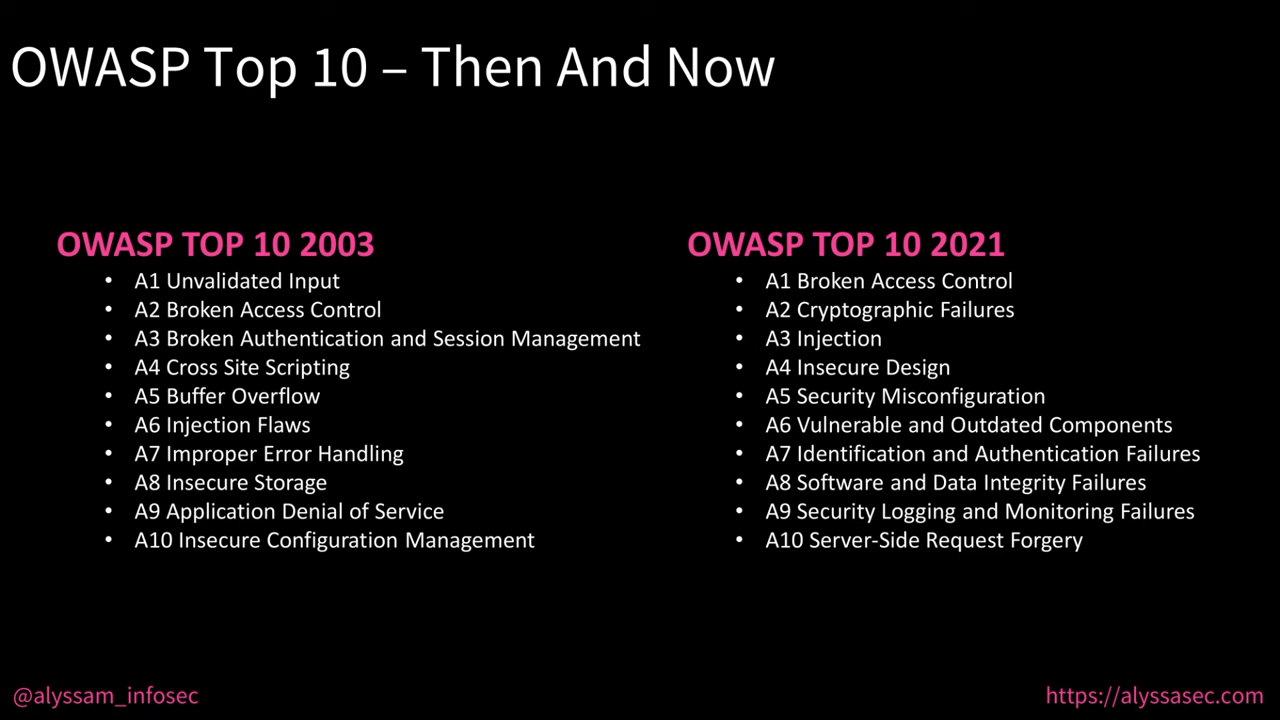 OWASP Top 10 – Then And Now
OWASP TOP 10 2003
• A1 Unvalidated Input
• A2 Broken Access Control
• A3 Broken Authentication and Session Management
• A4 Cross Site Scripting
• A5 Buffer Overflow
• A6 Injection Flaws
• A7 Improper Error Handling
• A8 Insecure Storage
• A9 Application Denial of Service
• A10 Insecure Configuration Management
OWASP TOP 10 2021
• A1 Broken Access Control
• A2 Cryptographic Failures
• A3 Injection
• A4 Insecure Design
• A5 Security Misconfiguration
• A6 Vulnerable and Outdated Components
• A7 Identification and Authentication Failures
• A8 Software and Data Integrity Failures
• A9 Security Logging and Monitoring Failures
• A10 Server-Side Request Forgery
@alyssam_infosec
https://alyssasec.com